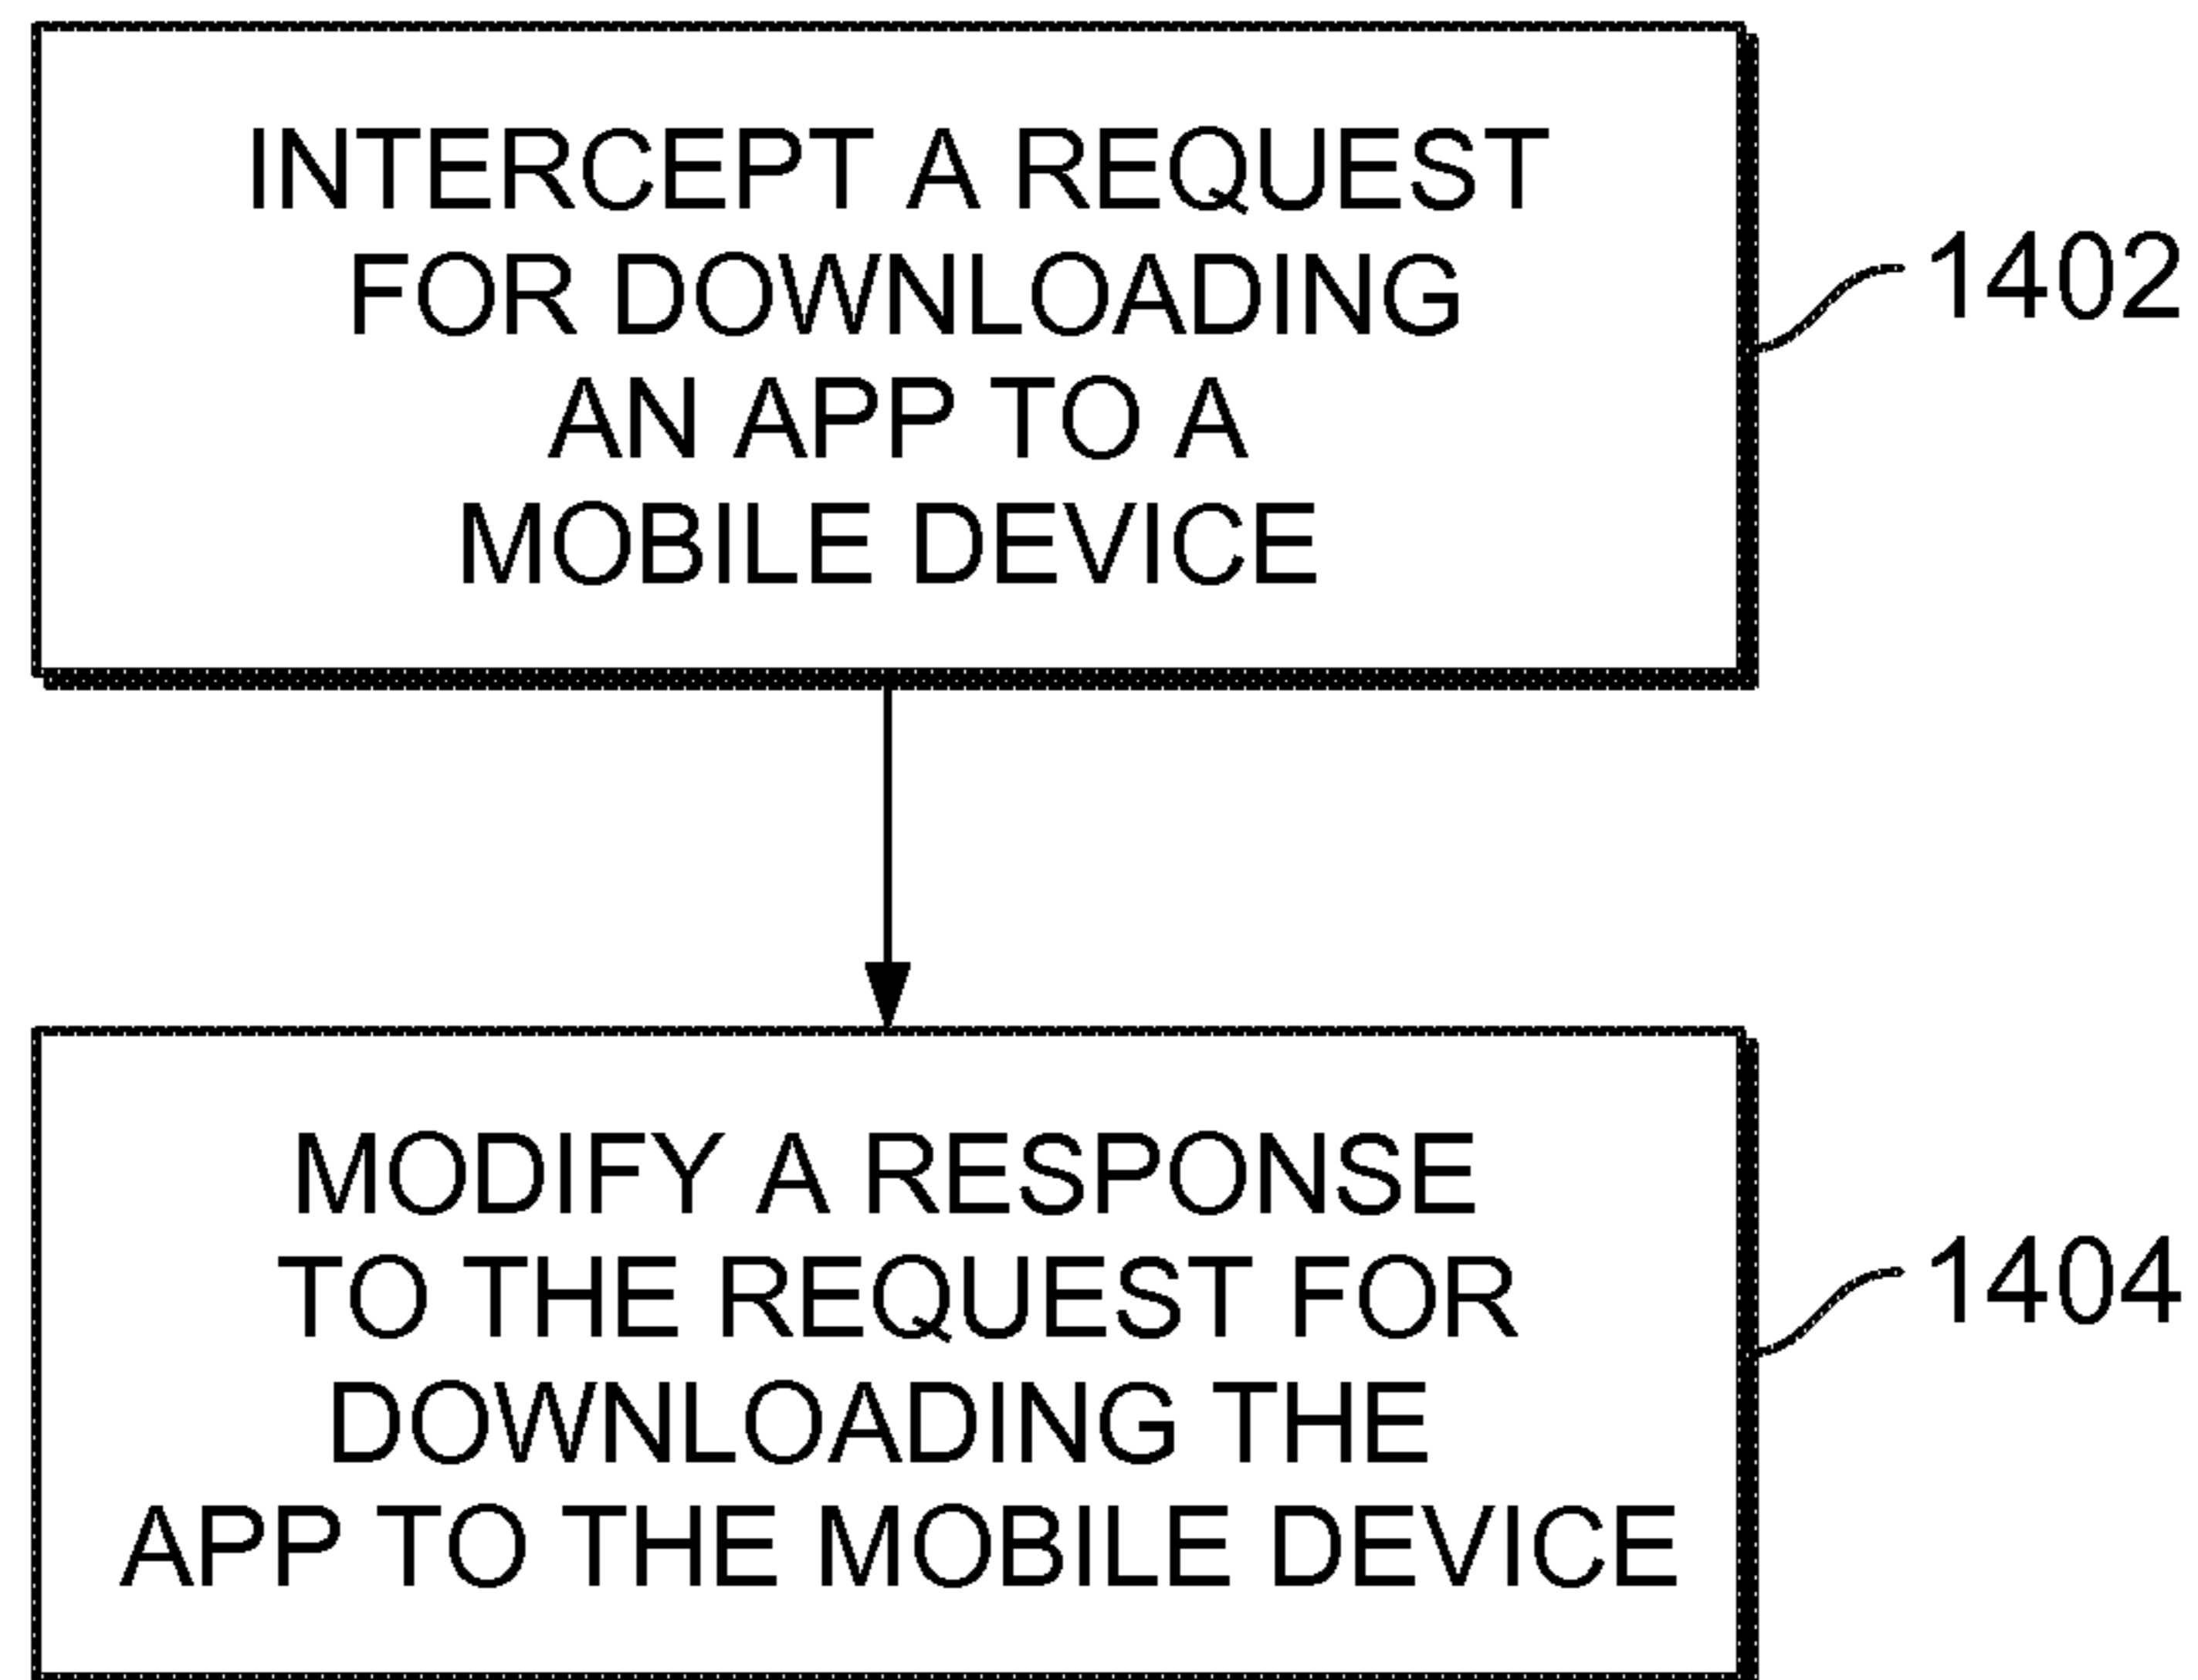 INTERCEPT A REQUEST
FOR DOWNLOADING
AN APP TO A
MOBILE DEVICE
1402
MODIFY A RESPONSE
TO THE REQUEST FOR
DOWNLOADING THE
APP TO THE MOBILE DEVICE
1404